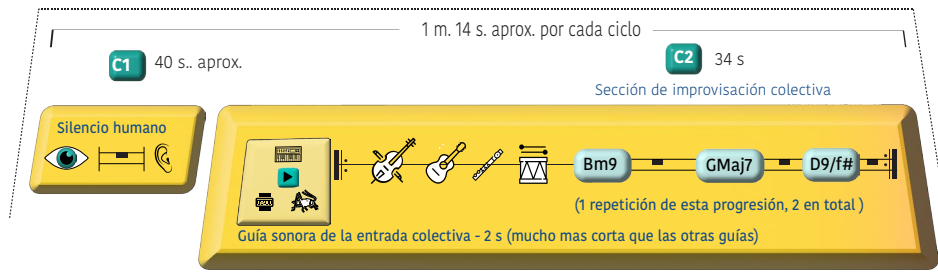 1 m. 14 s. aprox. por cada ciclo
C1 40 s.. aprox.
C2 34 s
Sección de improvisación colectiva
Silencio humano
Bm9 GMaj7 D9/f#
(1 repetición de esta progresión, 2 en total )
Guía sonora de la entrada colectiva - 2 s (mucho mas corta que las otras guías)